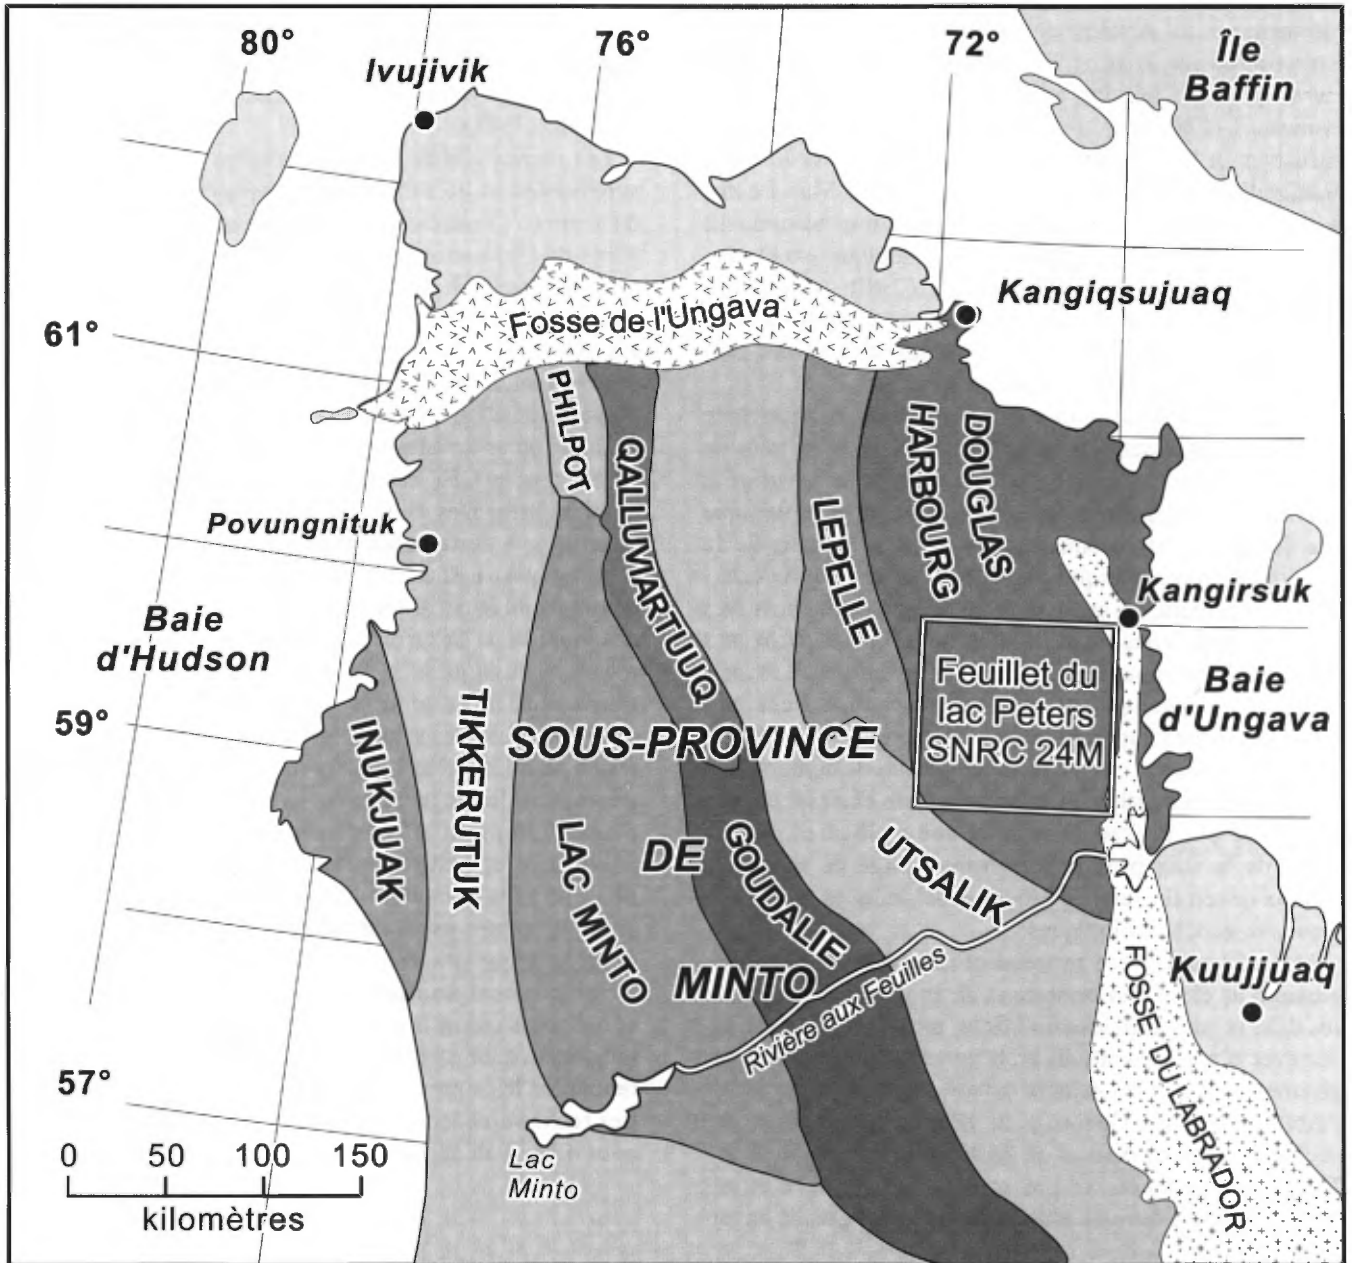 80°
76°
72°
Île
Baffin
Ivujivik
Kangiqsujuaq
61°
Fosse de l'Ungava
PHILPOT
QALLUVIARTUUQ
LEPELLE
DOUGLAS
HARBOURG
Povungnituk
Kangirsuk
Baie
d'Hudson
Feuillet du
lac Peters
SNRC 24M
Baie
d'Ungava
59°
INUKJUAK
TIKKERUTUK
SOUS-PROVINCE
DE
MINTO
LAC MINTO
GOUDALIE
UTSALIK
Rivière aux Feuilles
FOSSE DU LABRADOR
Kuujjuaq
57°
0 50 100 150
kilomètres
Lac
Minto